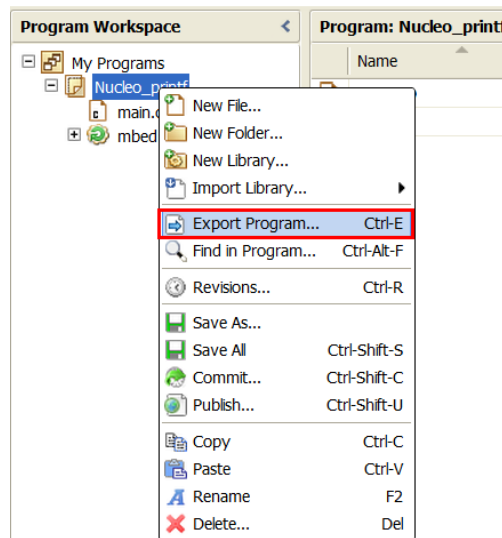 Program Workspace
Program: Nucleo_print
Name
My Programs
Nucleo_printf
main.c
mbed
New File...
New Folder...
New Library...
Import Library...
Export Program... Ctrl-E
Find in Program... Ctrl-Alt-F
Revisions... Ctrl-R
Save As...
Save All Ctrl-Shift-S
Commit... Ctrl-Shift-C
Publish... Ctrl-Shift-U
Copy Ctrl-C
Paste Ctrl-V
Rename F2
Delete... Del